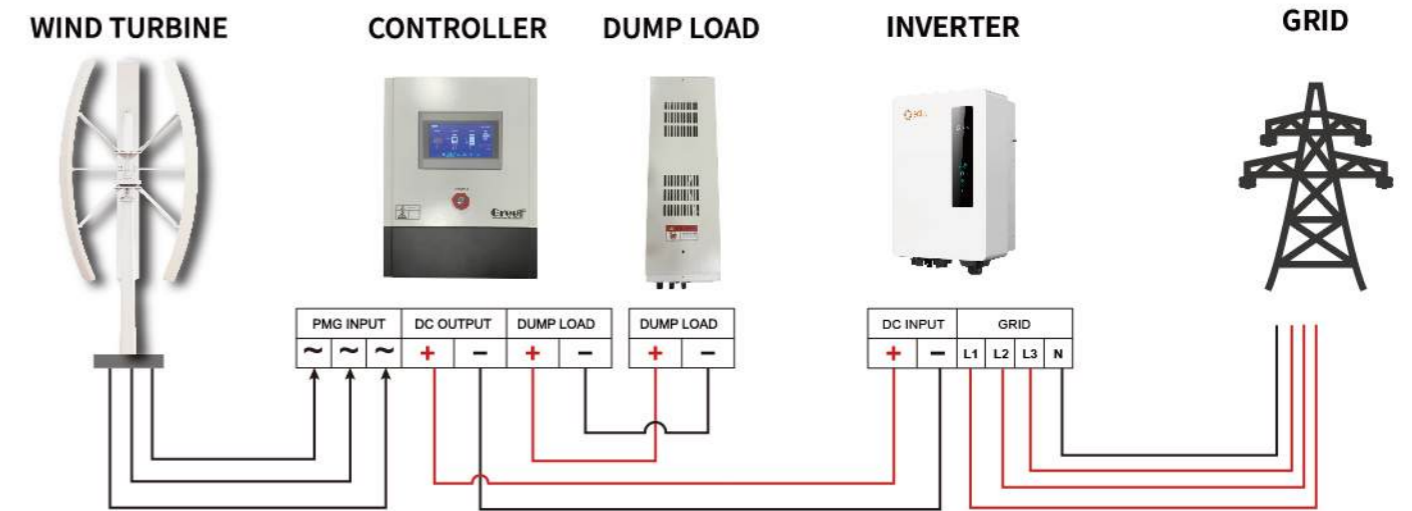 WIND TURBINE
CONTROLLER
DUMP LOAD
INVERTER
GRID
PMG INPUT
DC OUTPUT
DUMP LOAD
DUMP LOAD
DC INPUT
GRID
~ ~ ~
+ −
+ −
+ −
+ −
L1 L2 L3 N